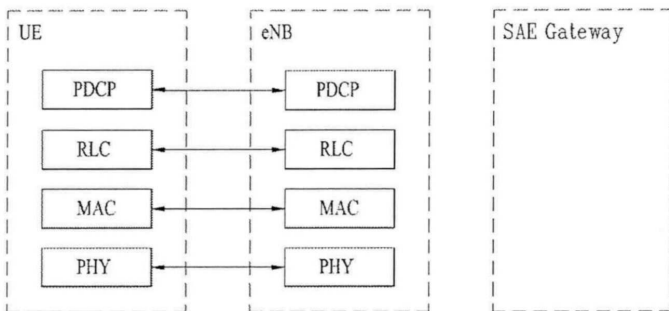 UE eNB SAE Gateway
PDCP PDCP
RLC RLC
MAC MAC
PHY PHY